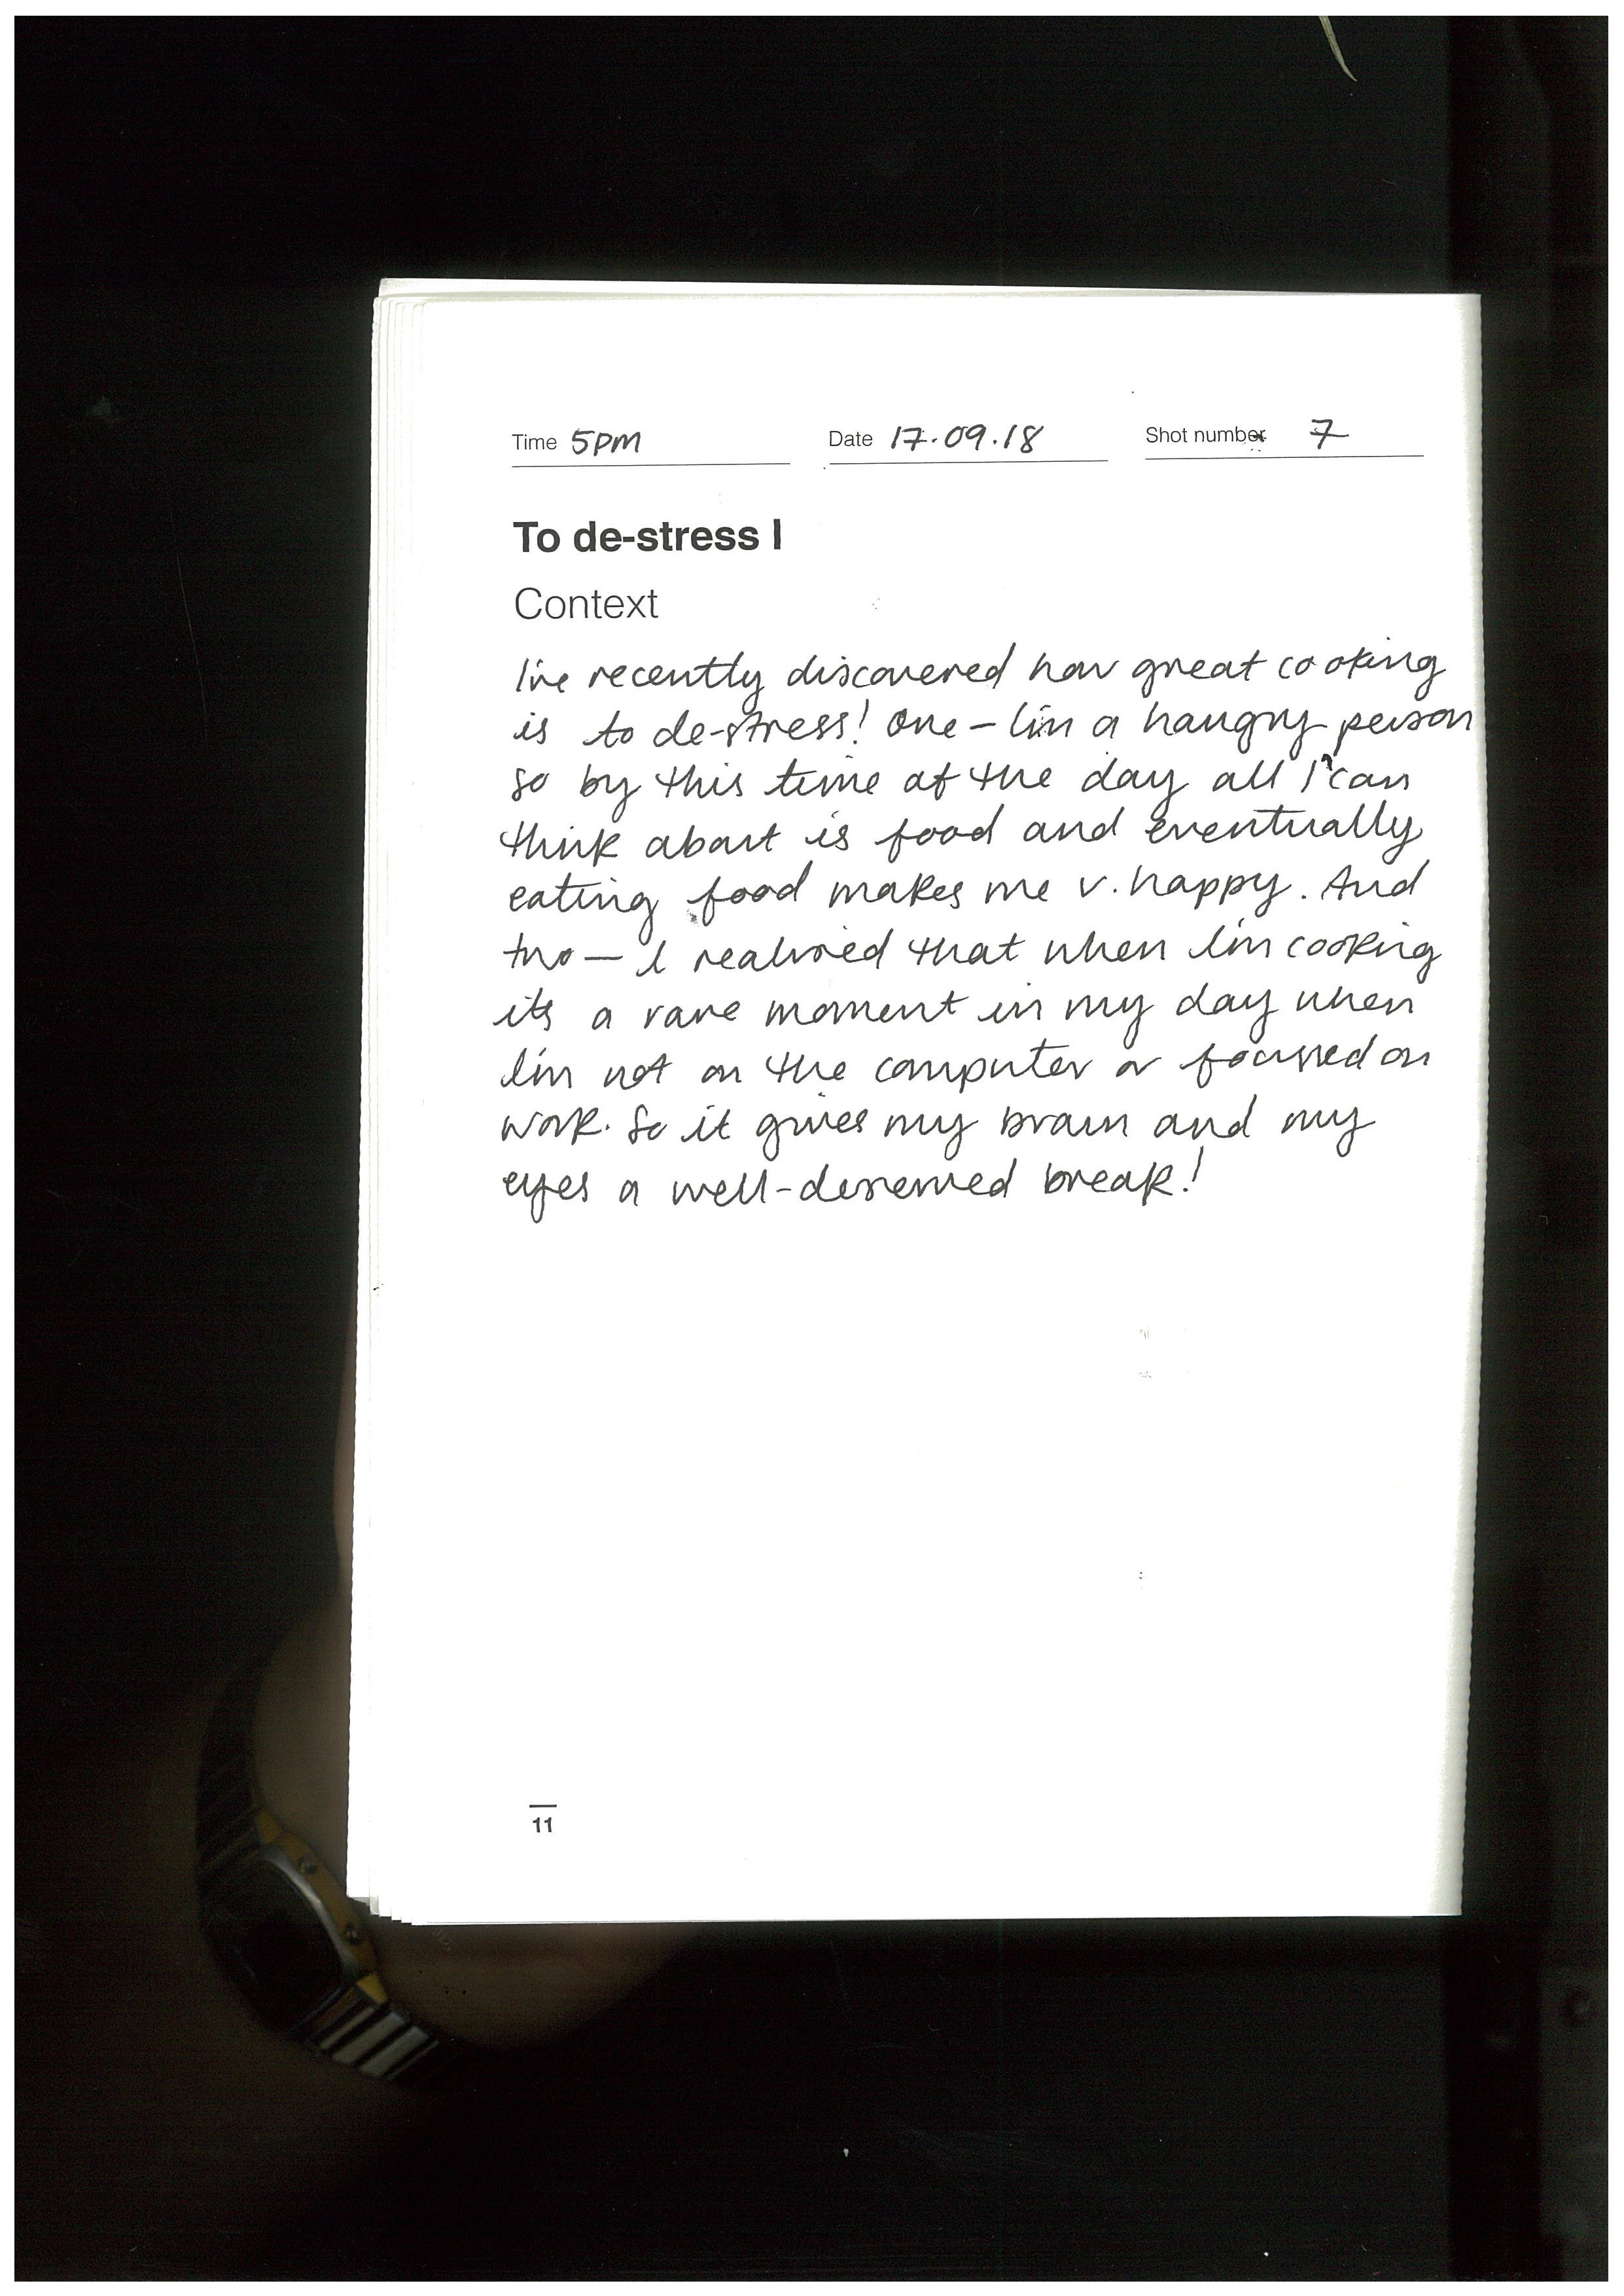 Time 5PM Date 17.09.18 Shot number 7
To de-stress I
Context
I've recently discovered how great cooking
is to de-stress! One – I'm a hangry person
so by this time of the day all I can
think about is food and eventually
eating food makes me v. happy. And
two — I realised that when I'm cooking
its a rare moment in my day when
I'm not on the computer or focussed on
work. So it gives my brain and my
eyes a well-deserved break!
11